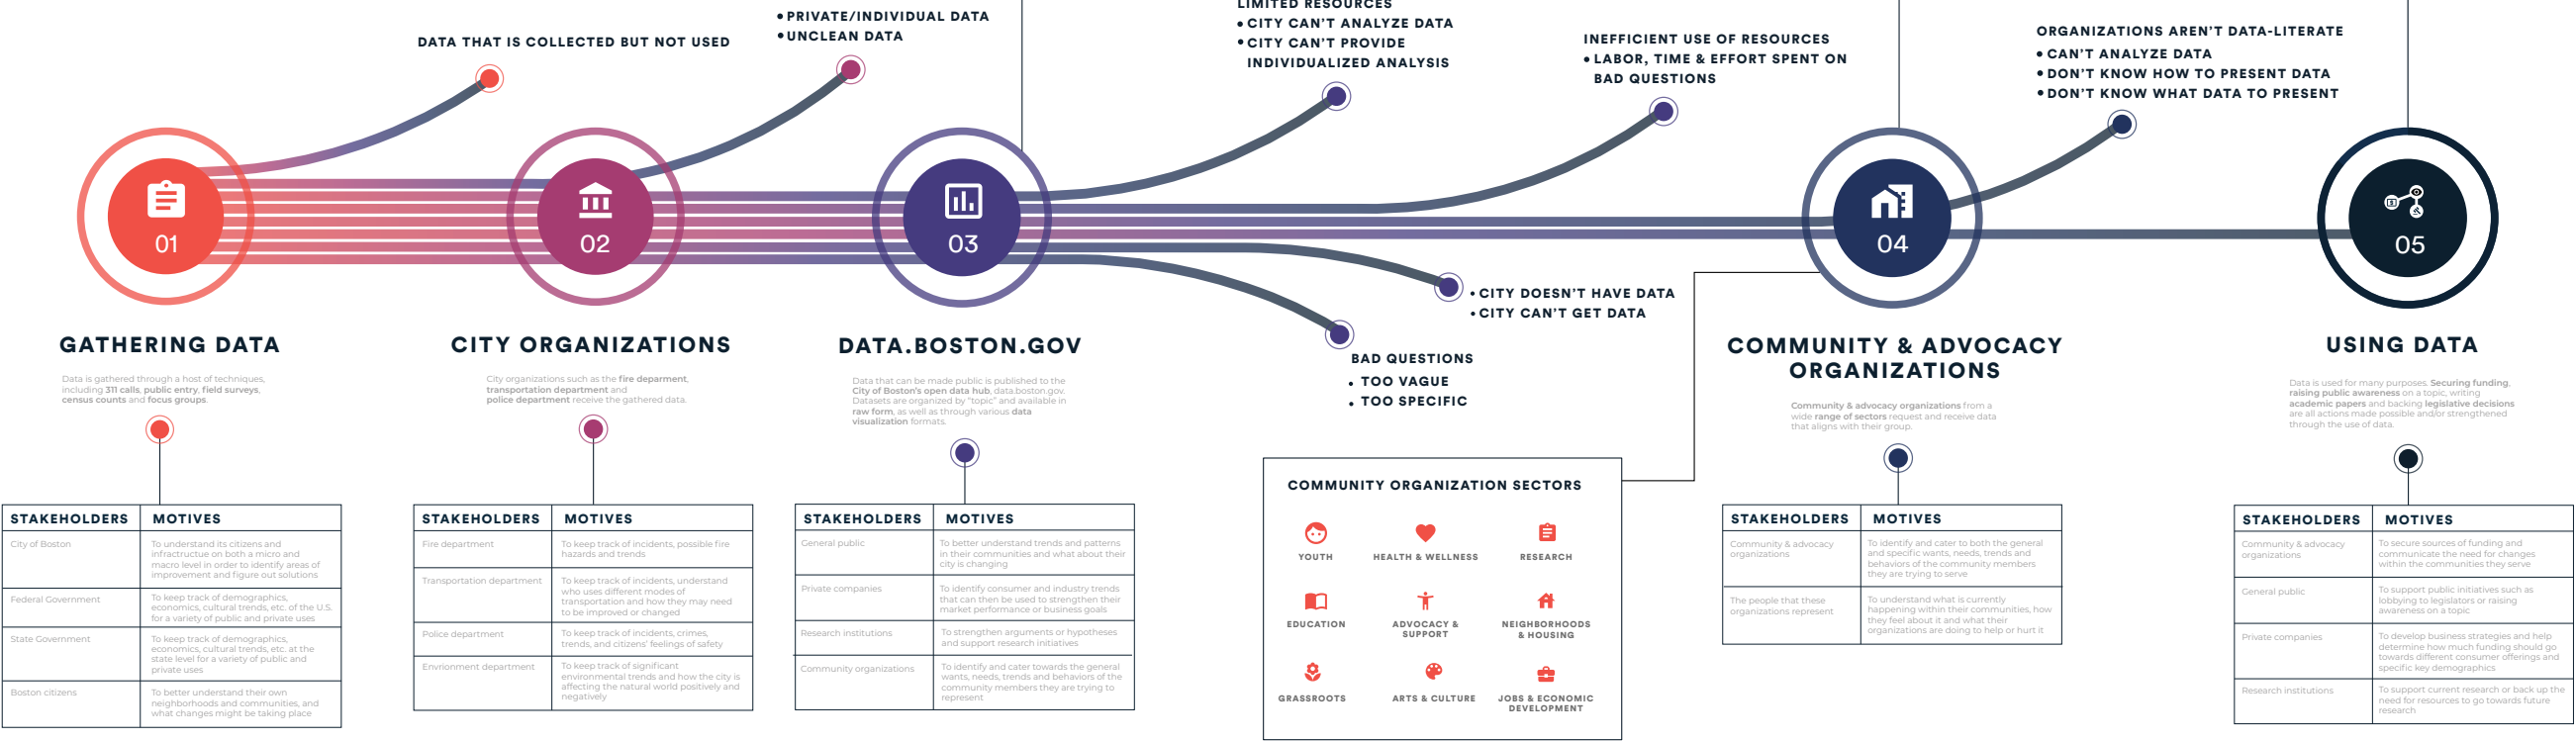 LIMITED RESOURCES
• CITY CAN'T ANALYZE DATA
• CITY CAN'T PROVIDE
INDIVIDUALIZED ANALYSIS
• PRIVATE/INDIVIDUAL DATA
• UNCLEAN DATA
DATA THAT IS COLLECTED BUT NOT USED
INEFFICIENT USE OF RESOURCES
• LABOR, TIME & EFFORT SPENT ON
BAD QUESTIONS
ORGANIZATIONS AREN'T DATA-LITERATE
• CAN'T ANALYZE DATA
• DON'T KNOW HOW TO PRESENT DATA
• DON'T KNOW WHAT DATA TO PRESENT
01
02
03
04
05
• CITY DOESN'T HAVE DATA
• CITY CAN'T GET DATA
BAD QUESTIONS
• TOO VAGUE
• TOO SPECIFIC
GATHERING DATA
Data is gathered through a host of techniques,
including 311 calls, public entry, field surveys,
census counts and focus groups.
STAKEHOLDERS MOTIVES
City of Boston
To understand its citizens and
infrastructue on both a micro and
macro level in order to identify areas of
improvement and figure out solutions
Federal Government
To keep track of demographics,
economics, cultural trends, etc. of the U.S.
for a variety of public and private uses
State Government
To keep track of demographics,
economics, cultural trends, etc. at the
state level for a variety of public and
private uses
Boston citizens
To better understand their own
neighborhoods and communities, and
what changes might be taking place
CITY ORGANIZATIONS
City organizations such as the fire deparment,
transportation department and
police department receive the gathered data.
STAKEHOLDERS MOTIVES
Fire department
To keep track of incidents, possible fire
hazards and trends
Transportation department
To keep track of incidents, understand
who uses different modes of
transportation and how they may need
to be improved or changed
Police department
To keep track of incidents, crimes,
trends, and citizens' feelings of safety
Envrionment department
To keep track of significant
environmental trends and how the city is
affecting the natural world positively and
negatively
DATA.BOSTON.GOV
Data that can be made public is published to the
City of Boston's open data hub, data.boston.gov.
Datasets are organized by "topic" and available in
raw form, as well as through various data
visualization formats.
STAKEHOLDERS MOTIVES
General public
To better understand trends and patterns
in their communities and what about their
city is changing
Private companies
To identify consumer and industry trends
that can then be used to strengthen their
market performance or business goals
Research institutions
To strengthen arguments or hypotheses
and support research initiatives
Community organizations
To identify and cater towards the general
wants, needs, trends and behaviors of the
community members they are trying to
represent
COMMUNITY ORGANIZATION SECTORS
YOUTH
HEALTH & WELLNESS
RESEARCH
EDUCATION
ADVOCACY &
SUPPORT
NEIGHBORHOODS
& HOUSING
GRASSROOTS
ARTS & CULTURE
JOBS & ECONOMIC
DEVELOPMENT
COMMUNITY & ADVOCACY
ORGANIZATIONS
Community & advocacy organizations from a
wide range of sectors request and receive data
that aligns with their group.
STAKEHOLDERS MOTIVES
Community & advocacy
organizations
To identify and cater to both the general
and specific wants, needs, trends and
behaviors of the community members
they are trying to serve
The people that these
organizations represent
To understand what is currently
happening within their communities, how
they feel about it and what their
organizations are doing to help or hurt it
USING DATA
Data is used for many purposes. Securing funding,
raising public awareness on a topic, writing
academic papers and backing legislative decisions
are all actions made possible and/or strengthened
through the use of data.
STAKEHOLDERS MOTIVES
Community & advocacy
organizations
To secure sources of funding and
communicate the need for changes
within the communities they serve
General public
To support public initiatives such as
lobbying to legislators or raising
awareness on a topic
Private companies
To develop business strategies and help
determine how much funding should go
towards different consumer offerings and
specific key demographics
Research institutions
To support current research or back up the
need for resources to go towards future
research